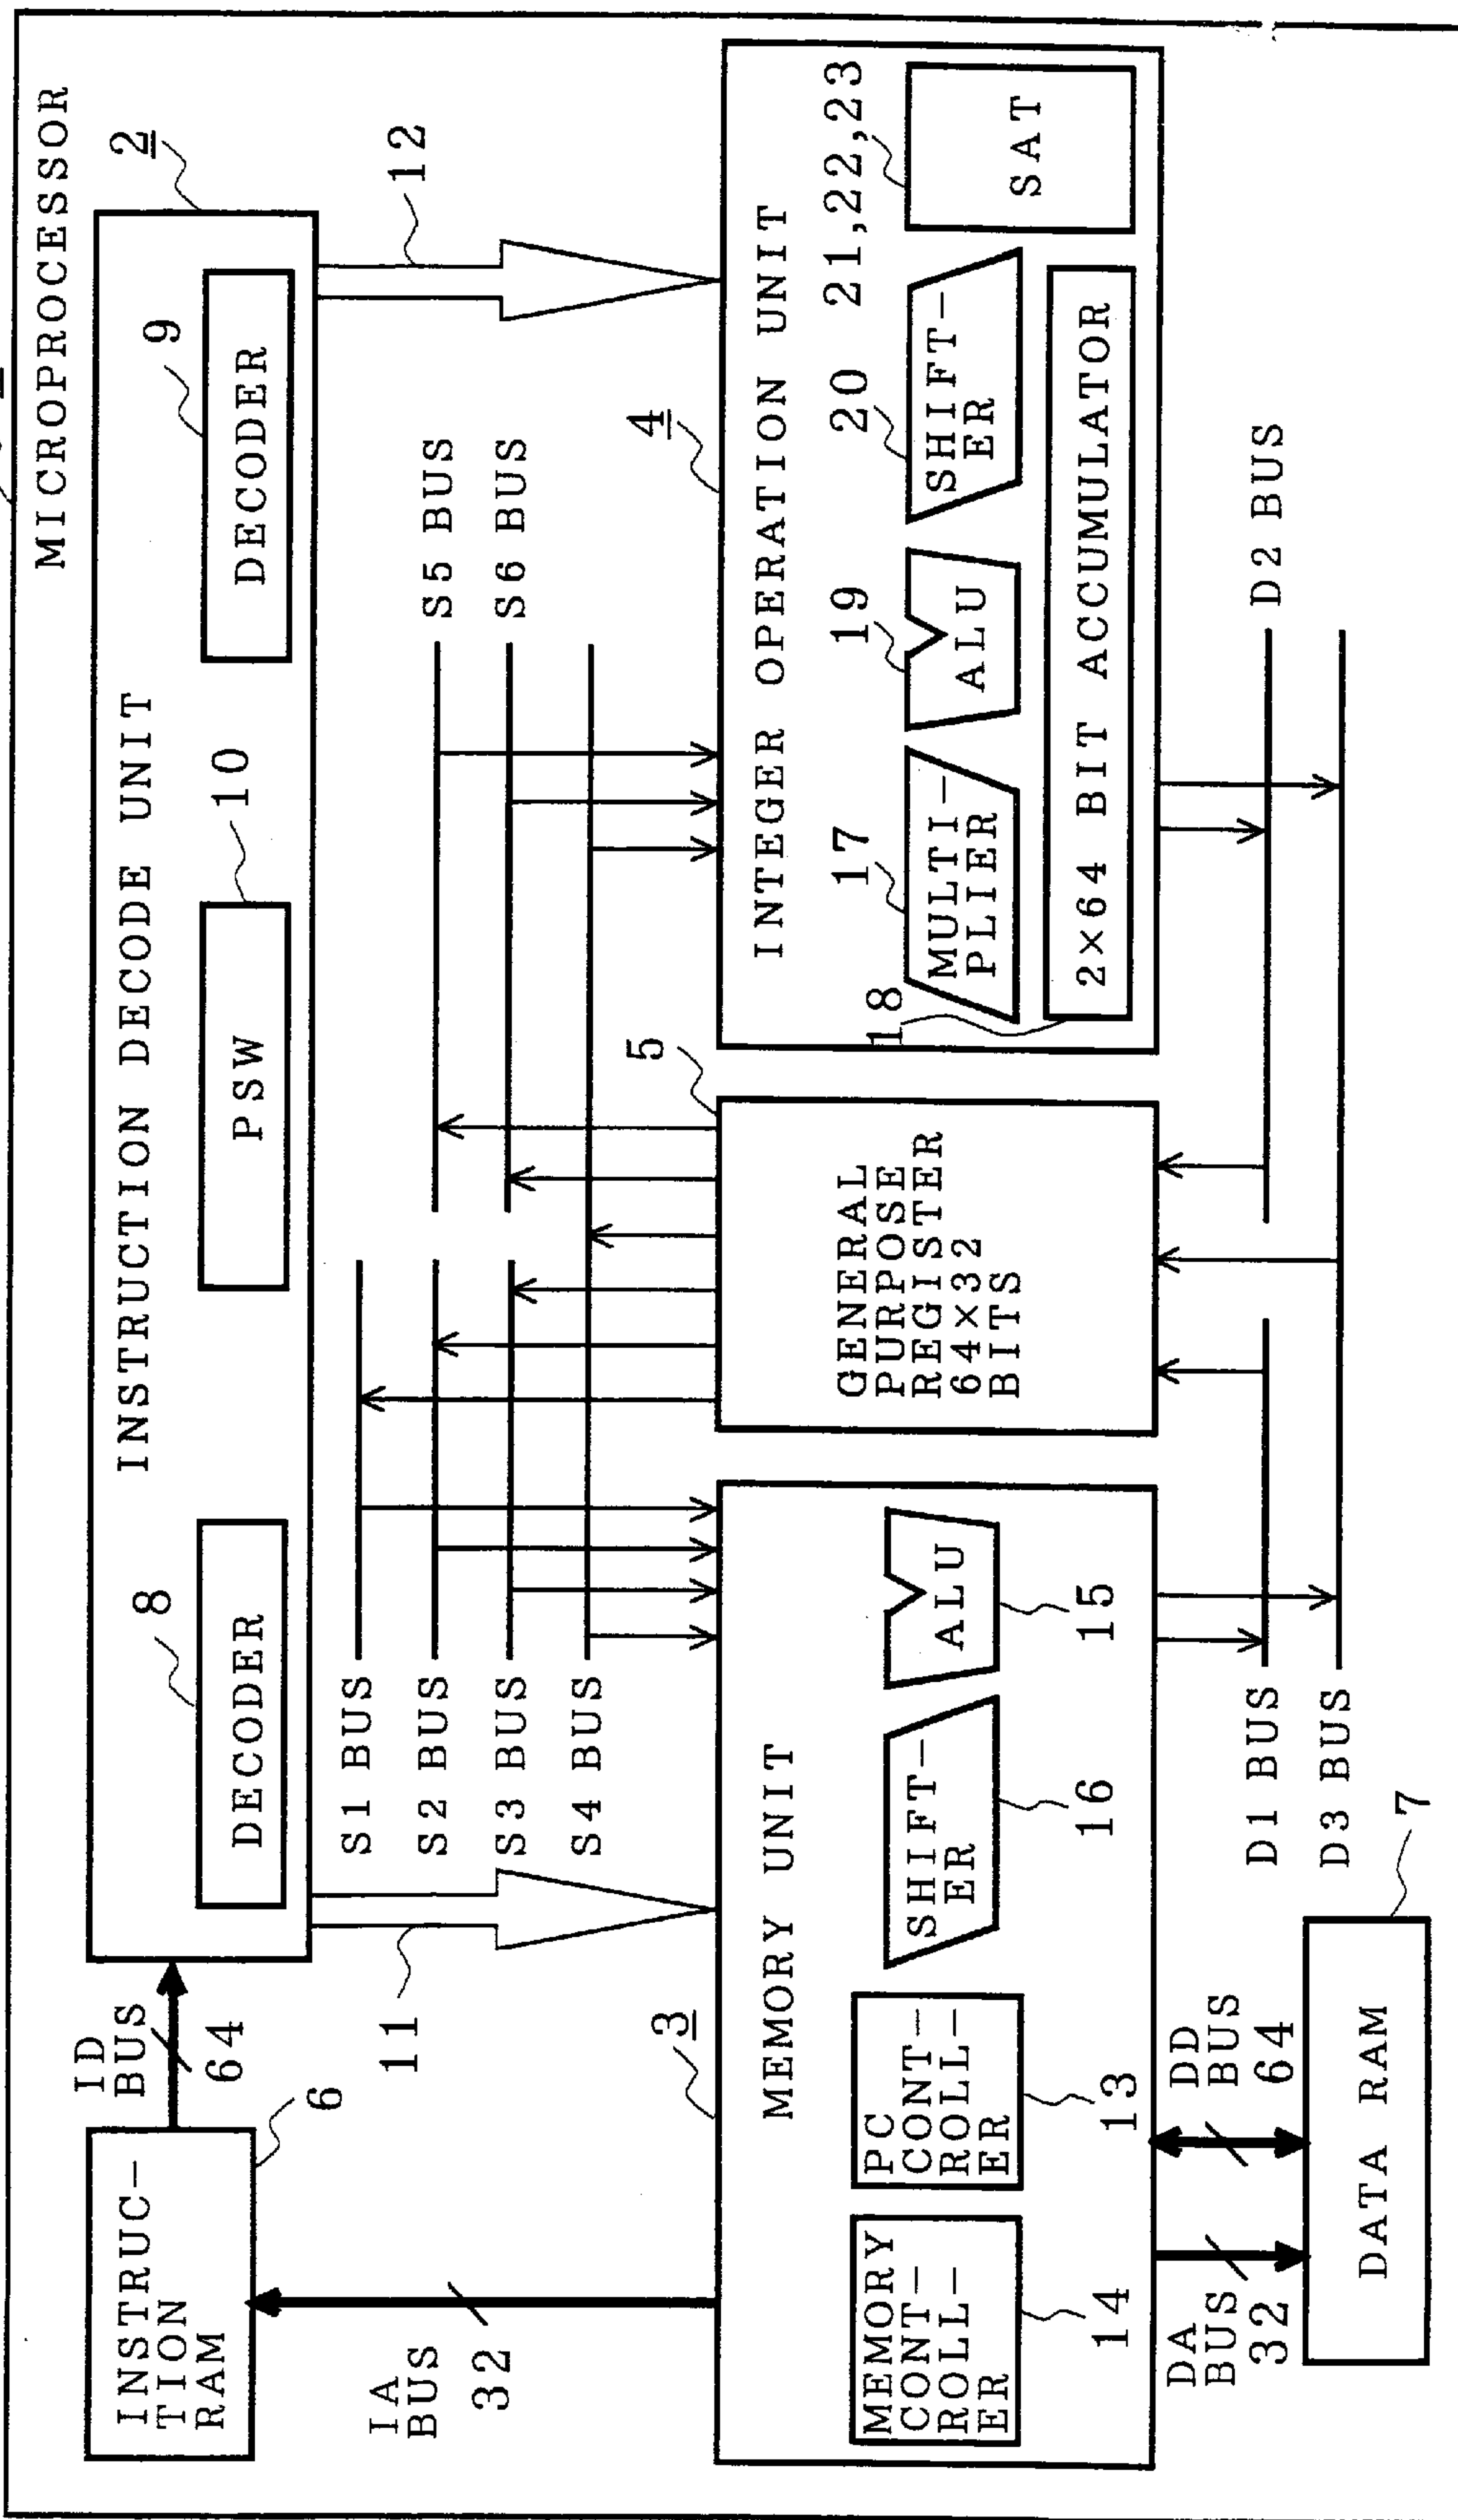 MICROPROCESSOR
2
INSTRUCTION DECODE UNIT
8
DECODER
10
PSW
9
DECODER
INSTRUC-
TION
RAM
6
ID
BUS
64
IA
BUS
32
11
12
S1 BUS
S2 BUS
S3 BUS
S4 BUS
S5 BUS
S6 BUS
3
MEMORY UNIT
MEMORY
CONT-
ROLL-
ER
14
PC
CONT-
ROLL-
ER
13
SHIFT-
ER
16
ALU
15
5
GENERAL
PURPOSE
REGISTER
64×32
BITS
4
INTEGER OPERATION UNIT
17
MULTI-
PLIER
18
19
ALU
20
SHIFT-
ER
21,22,23
SAT
2×64 BIT ACCUMULATOR
D1 BUS
D2 BUS
D3 BUS
DA
BUS
32
DD
BUS
64
7
DATA RAM